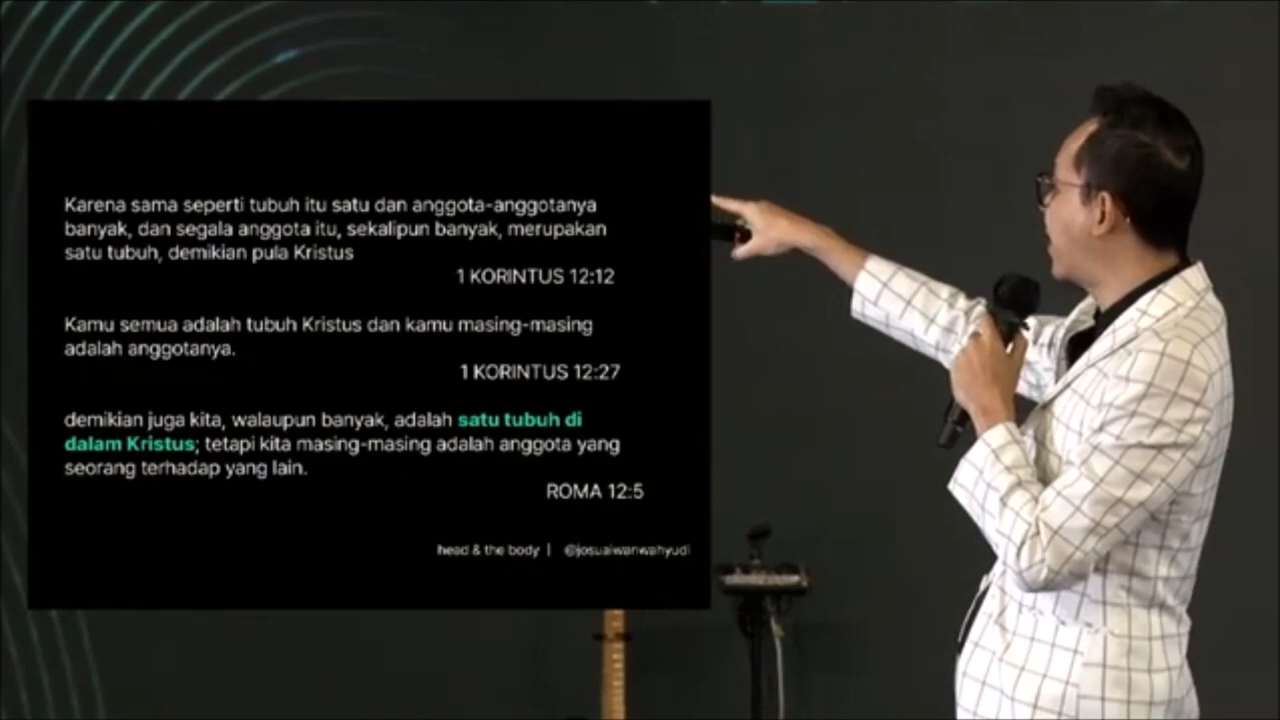 Karena sama seperti tubuh itu satu dan anggota-anggotanya
banyak, dan segala anggota itu, sekalipun banyak, merupakan
satu tubuh, demikian pula Kristus
1 KORINTUS 12:12
Kamu semua adalah tubuh Kristus dan kamu masing-masing
adalah anggotanya.
1 KORINTUS 12:27
demikian juga kita, walaupun banyak, adalah satu tubuh di
dalam Kristus; tetapi kita masing-masing adalah anggota yang
seorang terhadap yang lain.
ROMA 12:5
head & the body | @josuaiwanwahyudi